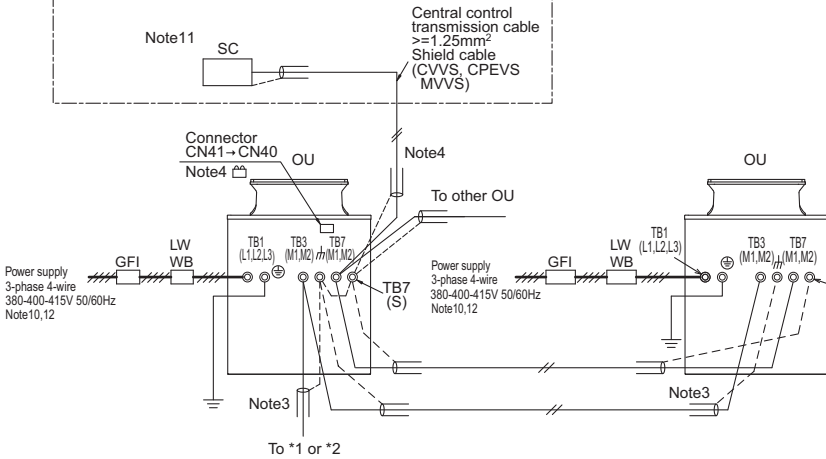 Central control
transmission cable
>=1.25mm²
Shield cable
(CVVS, CPEVS
MVVS)
Note11
SC
Connector
CN41→CN40
Note4
OU
Note4
To other OU
OU
TB1
(L1,L2,L3)
TB3
(M1,M2)
TB7
(M1,M2)
TB7
(S)
GFI
LW
WB
Power supply
3-phase 4-wire
380-400-415V 50/60Hz
Note10,12
GFI
LW
WB
Power supply
3-phase 4-wire
380-400-415V 50/60Hz
Note10,12
TB1
(L1,L2,L3)
TB3
(M1,M2)
TB7
(M1,M2)
Note3
Note3
To *1 or *2